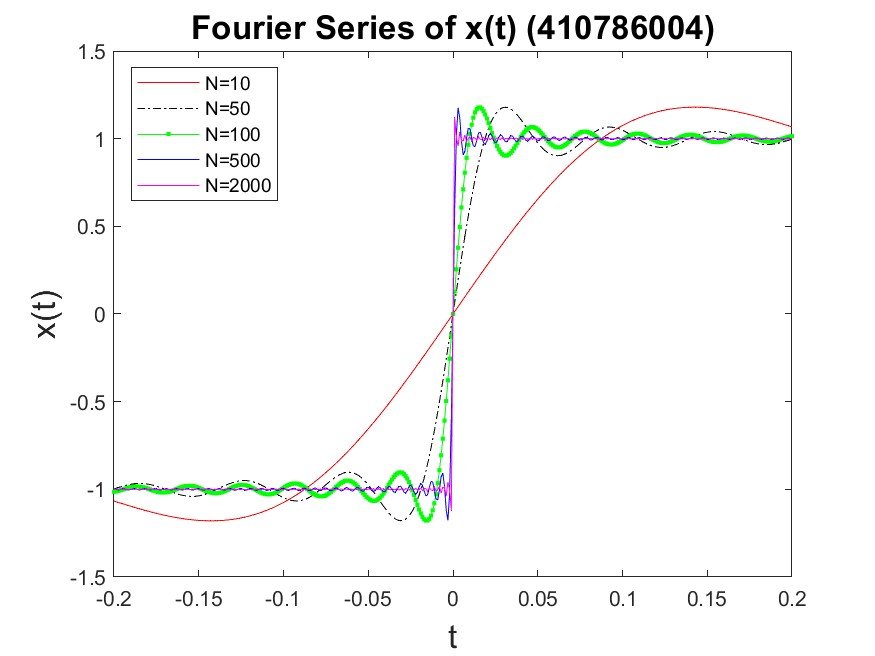 Fourier Series of x(t) (410786004)
1.5
1
0.5
0
-0.5
-1
-1.5
x(t)
N=10
N=50
N=100
N=500
N=2000
-0.2 -0.15 -0.1 -0.05 0 0.05 0.1 0.15 0.2
t